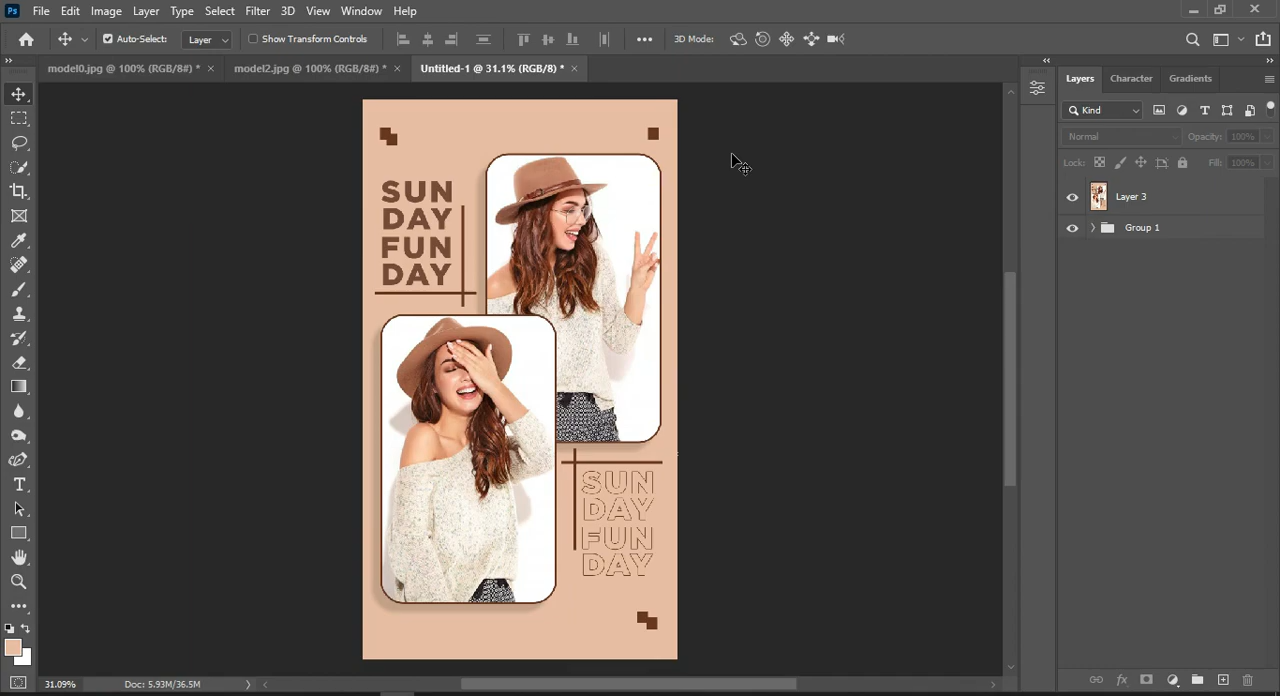 Ps File Edit Image Layer Type Select Filter 3D View Window Help
Auto-Select: Layer Show Transform Controls 3D Mode:
model0.jpg @ 100% (RGB/8#) * × model2.jpg @ 100% (RGB/8#) * × Untitled-1 @ 31.1% (RGB/8) * ×
Layers Character Gradients
Kind
Normal Opacity: 100%
Lock: Fill: 100%
Layer 3
Group 1
SUN
DAY
FUN
DAY
SUN
DAY
FUN
DAY
31.09% Doc: 5.93M/36.5M